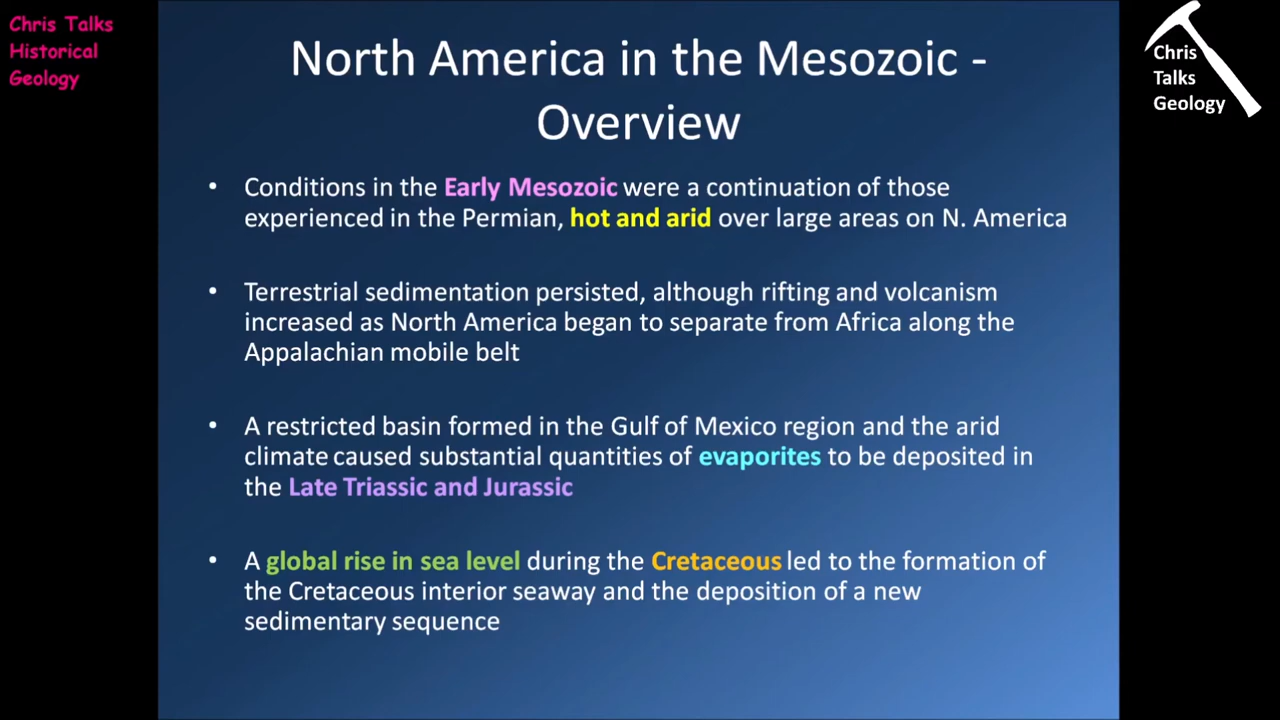 Chris Talks
Historical
Geology
Chris
Talks
Geology
North America in the Mesozoic -
Overview
• Conditions in the Early Mesozoic were a continuation of those
experienced in the Permian, hot and arid over large areas on N. America
• Terrestrial sedimentation persisted, although rifting and volcanism
increased as North America began to separate from Africa along the
Appalachian mobile belt
• A restricted basin formed in the Gulf of Mexico region and the arid
climate caused substantial quantities of evaporites to be deposited in
the Late Triassic and Jurassic
• A global rise in sea level during the Cretaceous led to the formation of
the Cretaceous interior seaway and the deposition of a new
sedimentary sequence